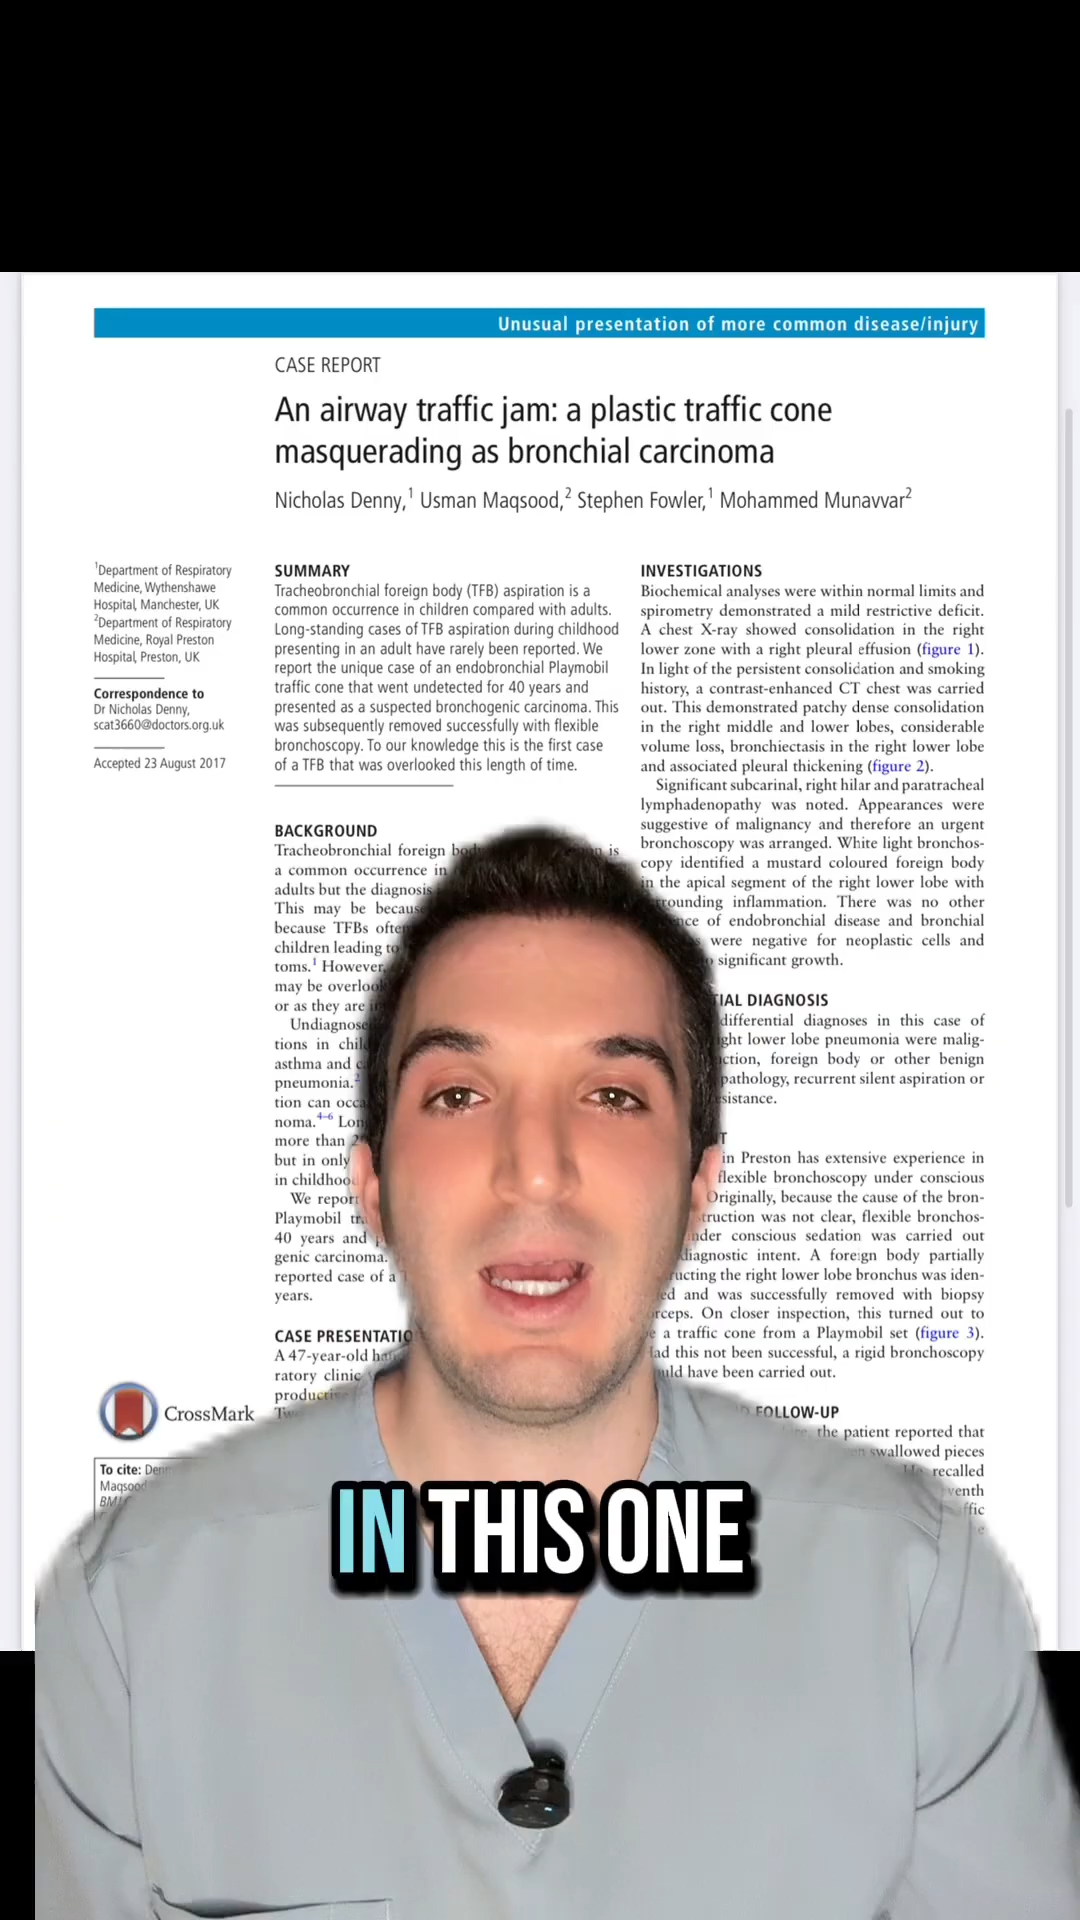 Unusual presentation of more common disease/injury
CASE REPORT
An airway traffic jam: a plastic traffic cone
masquerading as bronchial carcinoma
Nicholas Denny,1 Usman Maqsood,2 Stephen Fowler,1 Mohammed Munavvar2
1Department of Respiratory
Medicine, Wythenshawe
Hospital, Manchester, UK
2Department of Respiratory
Medicine, Royal Preston
Hospital, Preston, UK
Correspondence to
Dr Nicholas Denny,
scat3660@doctors.org.uk
Accepted 23 August 2017
CrossMark
To cite:
Maqsood
SUMMARY
Tracheobronchial foreign body (TFB) aspiration is a
common occurrence in children compared with adults.
Long-standing cases of TFB aspiration during childhood
presenting in an adult have rarely been reported. We
report the unique case of an endobronchial Playmobil
traffic cone that went undetected for 40 years and
presented as a suspected bronchogenic carcinoma. This
was subsequently removed successfully with flexible
bronchoscopy. To our knowledge this is the first case
of a TFB that was overlooked this length of time.
BACKGROUND
Tracheobronchial foreign is
a common occurrence in
adults but the diagnosis
This may be
because TFBs
children leading to
toms.1 However,
may be
or as they are
tions in
asthma and
pneumonia.2
tion can
noma.4–6
more than
but in only
in
We report
Playmobil
40 years and
genic carcinoma.
reported case of a
years.
CASE
A 47-year-old
ratory clinic
INVESTIGATIONS
Biochemical analyses were within normal limits and
spirometry demonstrated a mild restrictive deficit.
A chest X-ray showed consolidation in the right
lower zone with a right pleural effusion (figure 1).
In light of the persistent consolidation and smoking
history, a contrast-enhanced CT chest was carried
out. This demonstrated patchy dense consolidation
in the right middle and lower lobes, considerable
volume loss, bronchiectasis in the right lower lobe
and associated pleural thickening (figure 2).
Significant subcarinal, right hilar and paratracheal
lymphadenopathy was noted. Appearances were
suggestive of malignancy and therefore an urgent
bronchoscopy was arranged. White light bronchos-
copy identified a mustard coloured foreign body
in the apical segment of the right lower lobe with
rounding inflammation. There was no other
ence of endobronchial disease and bronchial
were negative for neoplastic cells and
significant growth.
IAL DIAGNOSIS
differential diagnoses in this case of
ght lower lobe pneumonia were malig-
ction, foreign body or other benign
pathology, recurrent silent aspiration or
esistance.
in Preston has extensive experience in
flexible bronchoscopy under conscious
Originally, because the cause of the bron-
truction was not clear, flexible bronchos-
nder conscious sedation was carried out
diagnostic intent. A foreign body partially
ructing the right lower lobe bronchus was iden-
ed and was successfully removed with biopsy
rceps. On closer inspection, this turned out to
a traffic cone from a Playmobil set (figure 3).
ad this not been successful, a rigid bronchoscopy
uld have been carried out.
FOLLOW-UP
the patient reported that
swallowed pieces
recalled
IN THIS ONE